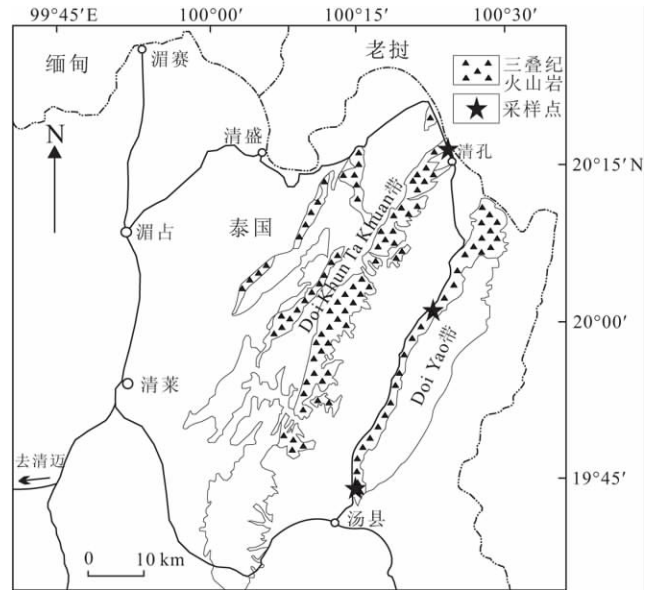 99°45′E
100°00′
100°15′
100°30′
缅甸
湄赛
老挝
三叠纪
火山岩
采样点
N
清盛
清孔
20°15′N
湄占
泰国
Doi Khun Ta Khuan带
20°00′
Doi Yao带
清莱
去清迈
19°45′
汤县
0 10 km